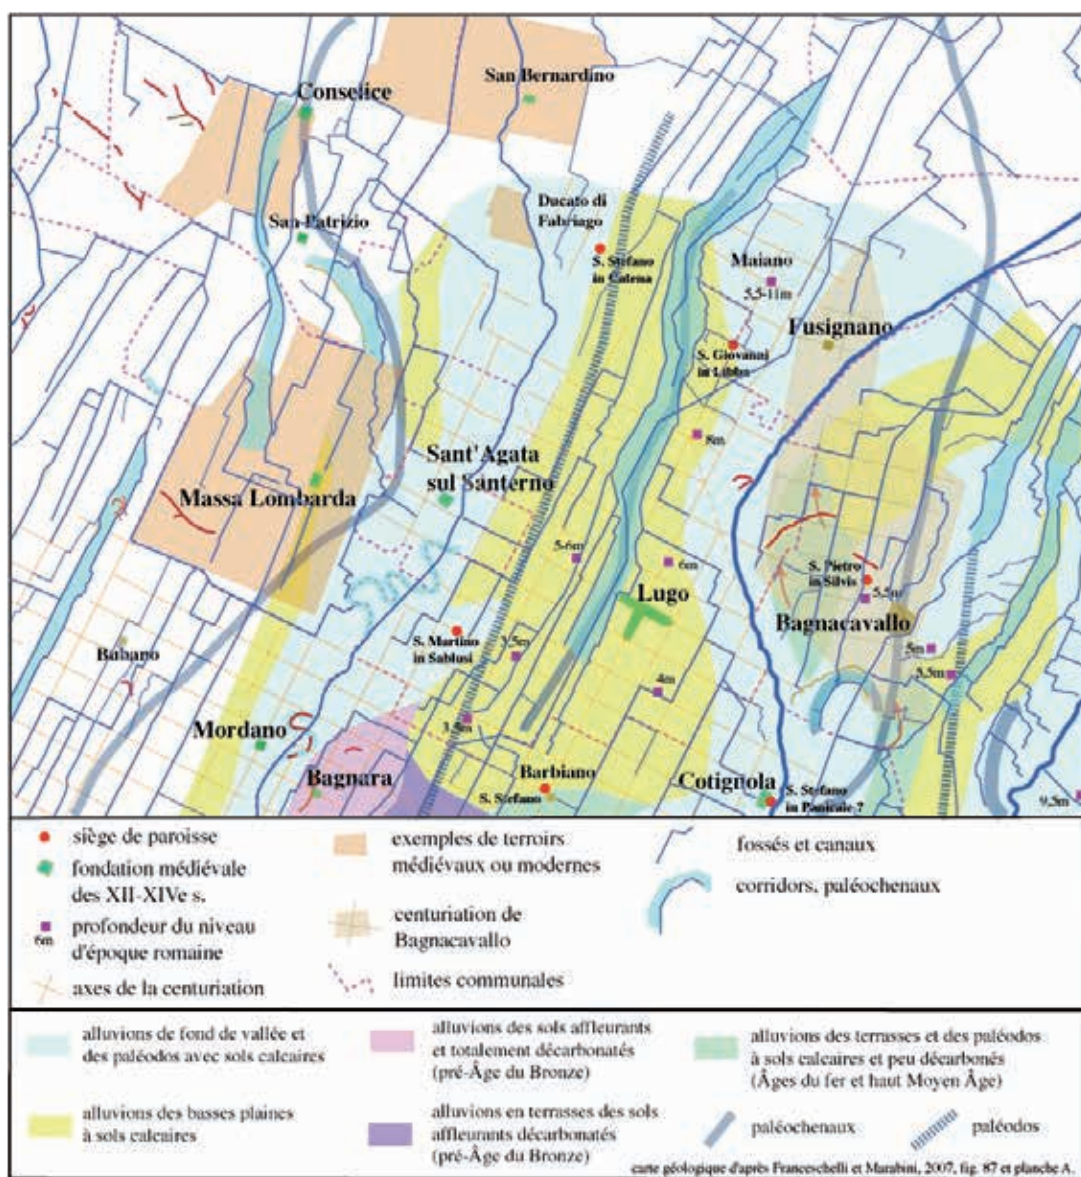 San Bernardino
Conselice
Ducato di
Fabriago
San Patrizio
S. Stefano
in Catena
Maiano
5,5-11m
Fusignano
S. Giovanni
in Libba
8m
Sant'Agata
sul Santerno
Massa Lombarda
5-6m
6m
S. Pietro
in Silvis
5,5m
Lugo
Bagnacavallo
S. Martino
in Sablusi
3,5m
Bubano
5m
5,5m
4m
3,5m
Mordano
Bagnara
Barbiano
S. Stefano
Cotignola
S. Stefano
in Panicale ?
9,5m
siège de paroisse
fondation médiévale
des XII-XIVe s.
6m
profondeur du niveau
d'époque romaine
axes de la centuriation
exemples de terroirs
médiévaux ou modernes
centuriation de
Bagnacavallo
limites communales
fossés et canaux
corridors, paléochenaux
alluvions de fond de vallée et
des paléodos avec sols calcaires
alluvions des basses plaines
à sols calcaires
alluvions des sols affleurants
et totalement décarbonatés
(pré-Âge du Bronze)
alluvions en terrasses des sols
affleurants décarbonatés
(pré-Âge du Bronze)
alluvions des terrasses et des paléodos
à sols calcaires et peu décarbonés
(Âges du fer et haut Moyen Âge)
paléochenaux
paléodos
carte géologique d'après Franceschelli et Marabini, 2007, fig. 87 et planche A.